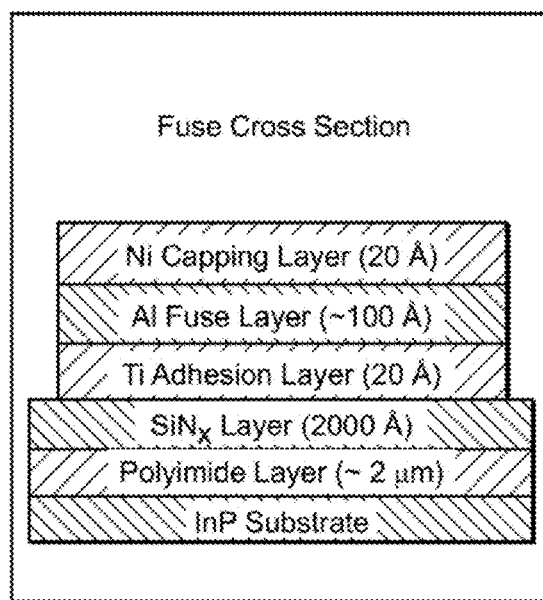 Fuse Cross Section
Ni Capping Layer (20 Å)
Al Fuse Layer (~100 Å)
Ti Adhesion Layer (20 Å)
SiNx Layer (2000 Å)
Polyimide Layer (~ 2 μm)
InP Substrate